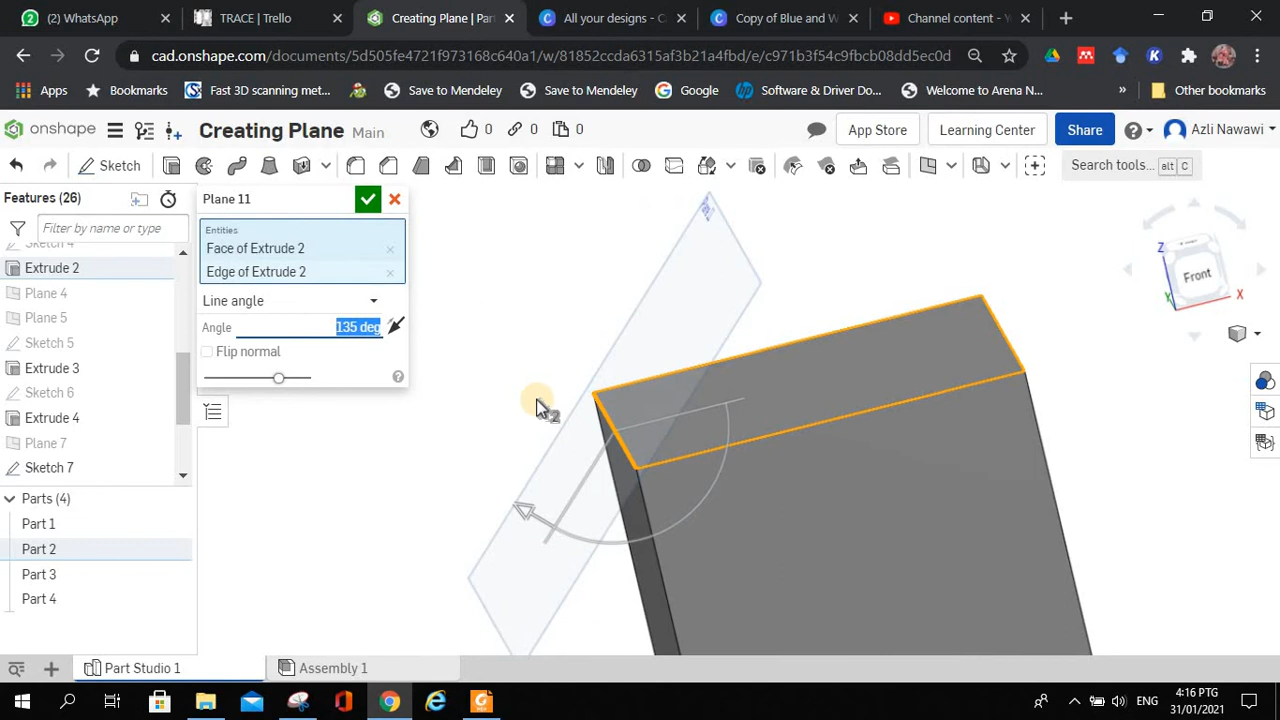 (2) WhatsApp
TRACE | Trello
Creating Plane | Part
All your designs - C
Copy of Blue and W
Channel content - Y
cad.onshape.com/documents/5d505fe4721f973171368161/w/81852ccda6315af3b21a4fbd/e/c971b3f54c9fbcb08dd951c0d
Apps
Bookmarks
Fast 3D scanning met...
Save to Mendeley
Save to Mendeley
Google
Software & Driver Do...
Welcome to Arena N...
»
Other bookmarks
onshape
Creating Plane
Main
0
0
0
App Store
Learning Center
Share
Azli Nawawi
Sketch
Search tools...
alt C
Features (26)
Filter by name or type
Sketch 4
Extrude 2
Plane 4
Plane 5
Sketch 5
Extrude 3
Sketch 6
Extrude 4
Plane 7
Sketch 7
Parts (4)
Part 1
Part 2
Part 3
Part 4
Plane 11
Entities
Face of Extrude 2
Edge of Extrude 2
Line angle
Angle
135 deg
Flip normal
Front
Z
Y
X
Part Studio 1
Assembly 1
ENG
4:16 PTG
31/01/2021